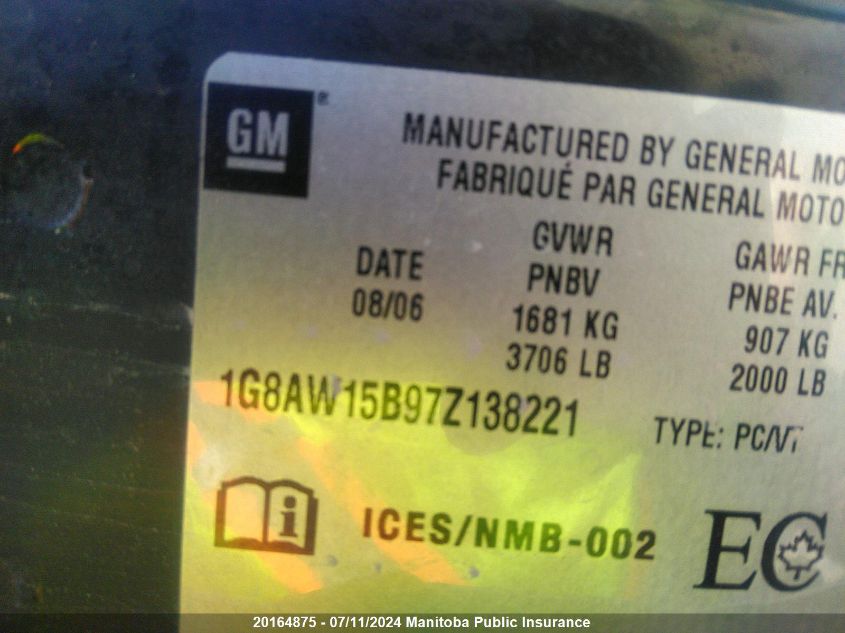 GM ®
MANUFACTURED BY GENERAL MO
FABRIQUÉ PAR GENERAL MOTO
DATE
08/06
GVWR
PNBV
1681 KG
3706 LB
GAWR FR
PNBE AV.
907 KG
2000 LB
1G8AW15B97Z138221
TYPE: PC/VT
i
ICES/NMB-002
EC
20164875 - 07/11/2024 Manitoba Public Insurance